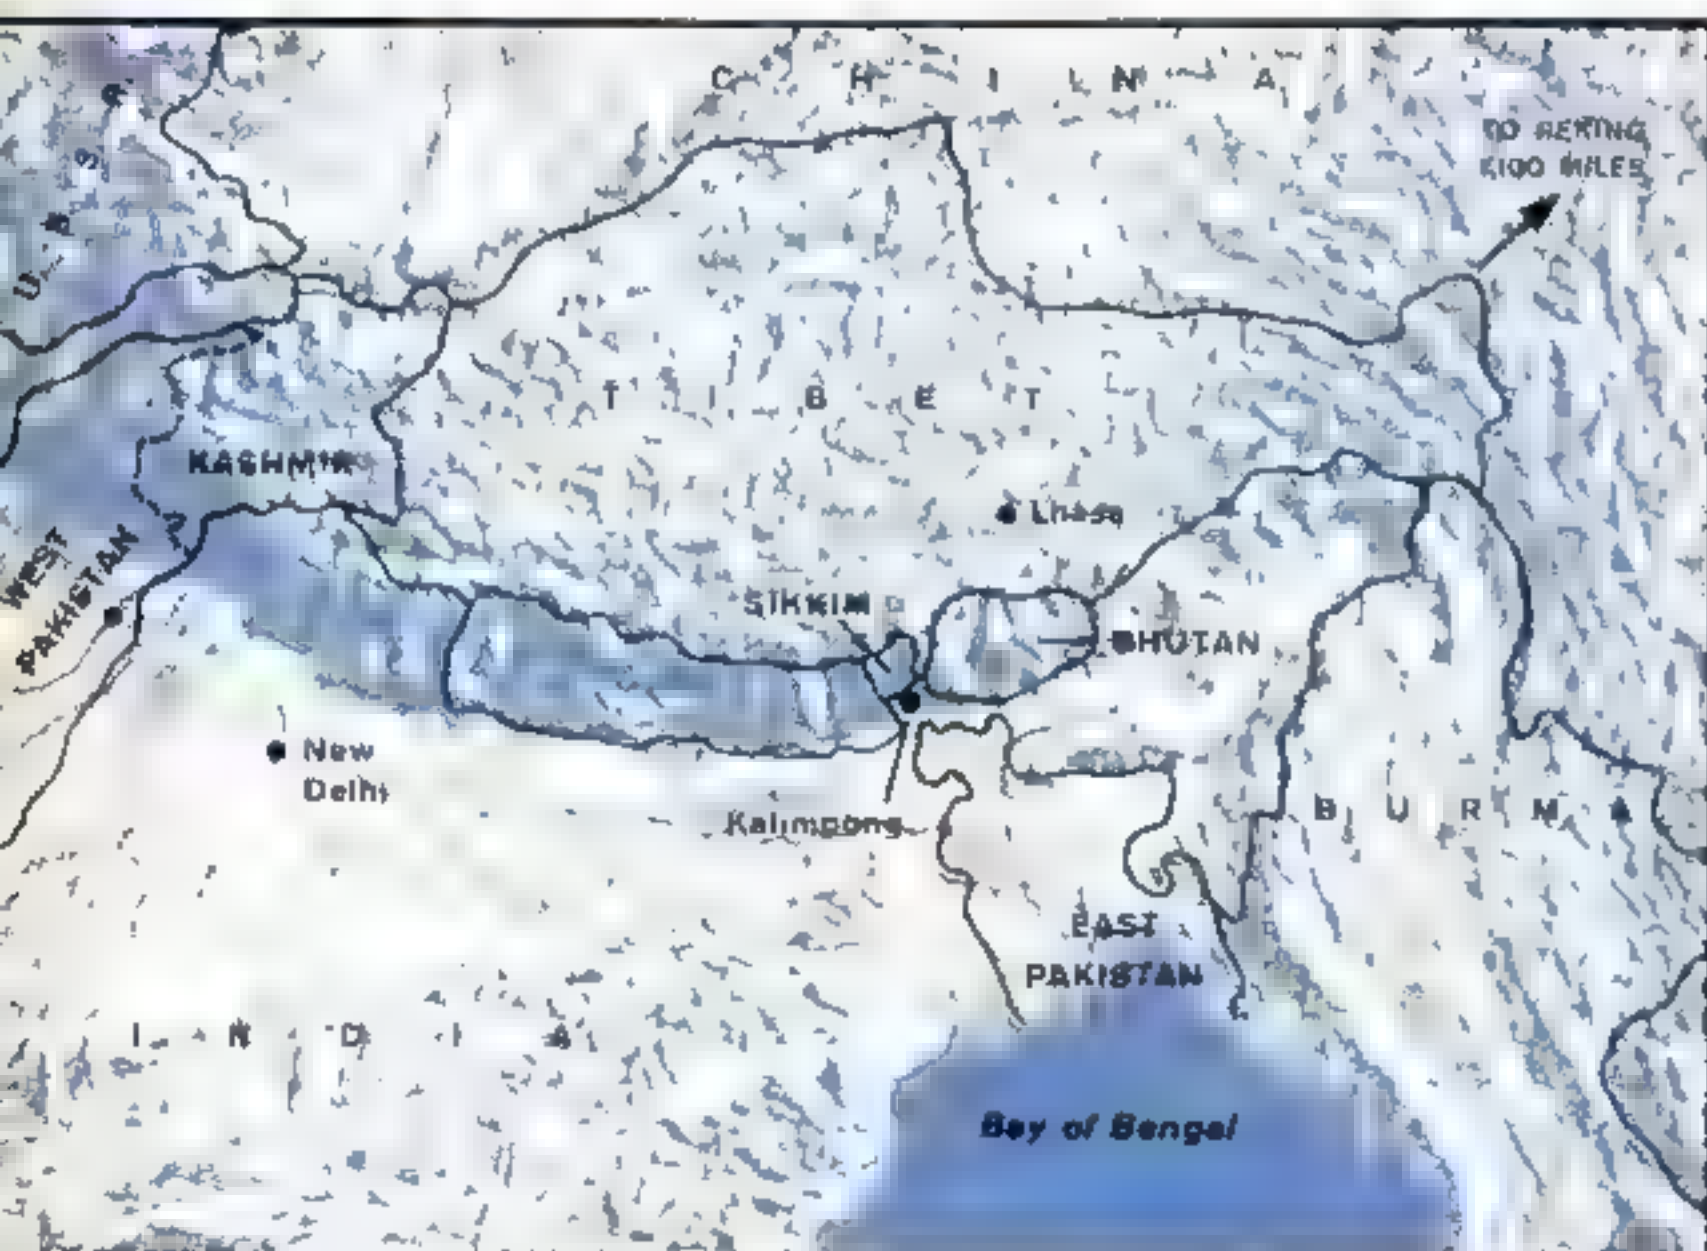 C H I N A
U. S. S. R.
TO PEKING
1100 MILES
T I B E T
KASHMIR
Lhasa
WEST
PAKISTAN
SIKKIM
BHUTAN
New
Delhi
Kalimpong
B U R M A
EAST
PAKISTAN
I N D I A
Bay of Bengal